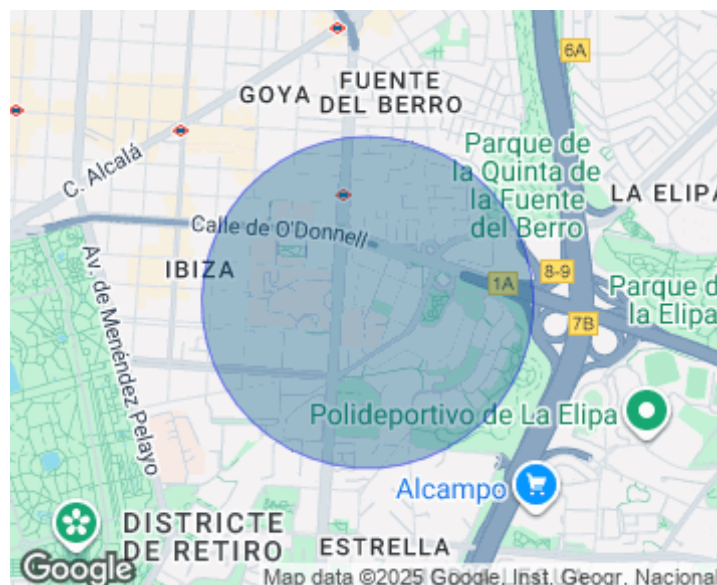 6A
GOYA
FUENTE
DEL BERRO
Parque de
la Quinta de
la Fuente
del Berro
C. Alcalá
LA ELIPA
Calle de O'Donnell
Av. de Menéndez Pelayo
IBIZA
1A
8-9
Parque d
la Elipa
7B
Polideportivo de La Elipa
Alcampo
DISTRICTE
DE RETIRO
ESTRELLA
Google
Map data ©2025 Google, Inst. Geogr. Nacional